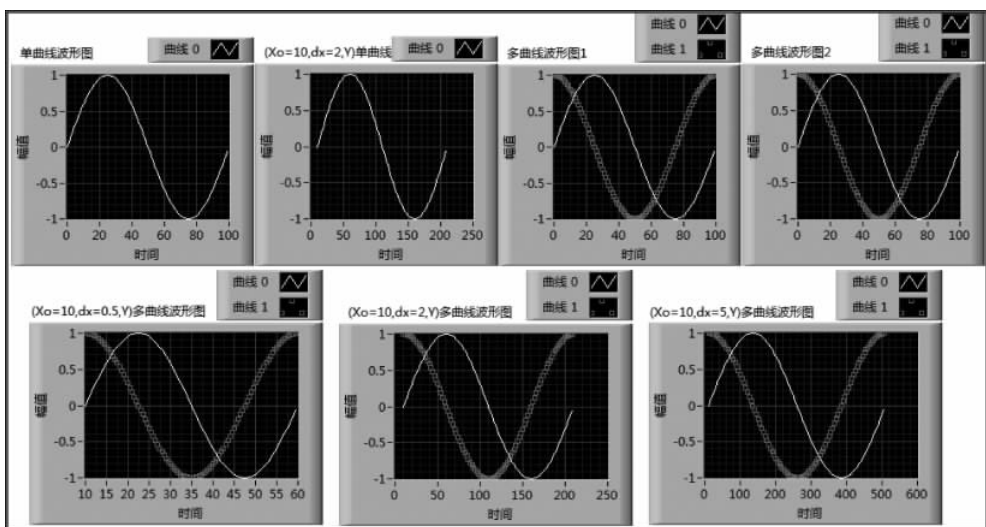 单曲线波形图
曲线 0
幅值
1
0.5
0
-0.5
-1
0 20 40 60 80 100
时间
(Xo=10,dx=2,Y)单曲线
曲线 0
1
0.5
0
-0.5
-1
0 50 100 150 200 250
时间
多曲线波形图1
曲线 0
曲线 1
幅值
1
0.5
0
-0.5
-1
0 20 40 60 80 100
时间
多曲线波形图2
曲线 0
曲线 1
幅值
1
0.5
0
-0.5
-1
0 20 40 60 80 100
时间
(Xo=10,dx=0.5,Y)多曲线波形图
曲线 0
曲线 1
幅值
1
0.5
0
-0.5
-1
10 15 20 25 30 35 40 45 50 55 60
时间
(Xo=10,dx=2,Y)多曲线波形图
曲线 0
曲线 1
幅值
1
0.5
0
-0.5
-1
0 50 100 150 200 250
时间
(Xo=10,dx=5,Y)多曲线波形图
曲线 0
曲线 1
幅值
1
0.5
0
-0.5
-1
0 100 200 300 400 500 600
时间